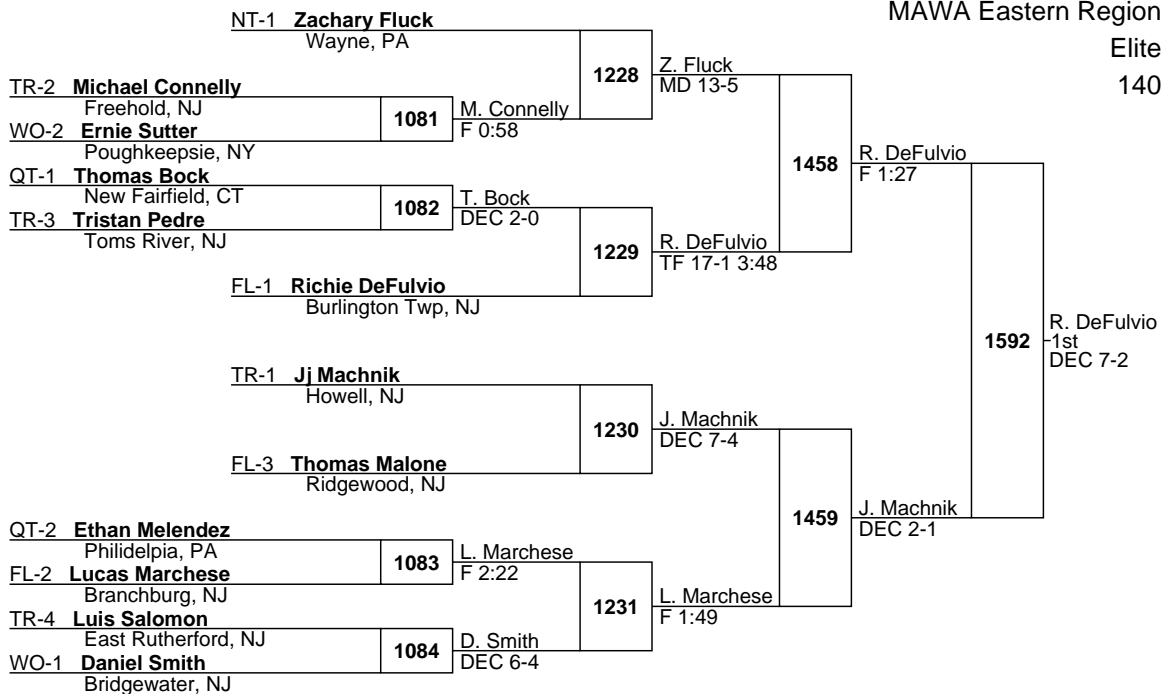 MAWA Eastern Region
Elite
140
NT-1 Zachary Fluck
Wayne, PA
1228
Z. Fluck
MD 13-5
TR-2 Michael Connelly
Freehold, NJ
1081
M. Connelly
F 0:58
WO-2 Ernie Sutter
Poughkeepsie, NY
1458
R. DeFulvio
F 1:27
QT-1 Thomas Bock
New Fairfield, CT
1082
T. Bock
DEC 2-0
TR-3 Tristan Pedre
Toms River, NJ
1229
R. DeFulvio
TF 17-1 3:48
FL-1 Richie DeFulvio
Burlington Twp, NJ
1592
R. DeFulvio
1st
DEC 7-2
TR-1 Jj Machnik
Howell, NJ
1230
J. Machnik
DEC 7-4
FL-3 Thomas Malone
Ridgewood, NJ
1459
J. Machnik
DEC 2-1
QT-2 Ethan Melendez
Philidelpia, PA
1083
L. Marchese
F 2:22
FL-2 Lucas Marchese
Branchburg, NJ
1231
L. Marchese
F 1:49
TR-4 Luis Salomon
East Rutherford, NJ
1084
D. Smith
DEC 6-4
WO-1 Daniel Smith
Bridgewater, NJ